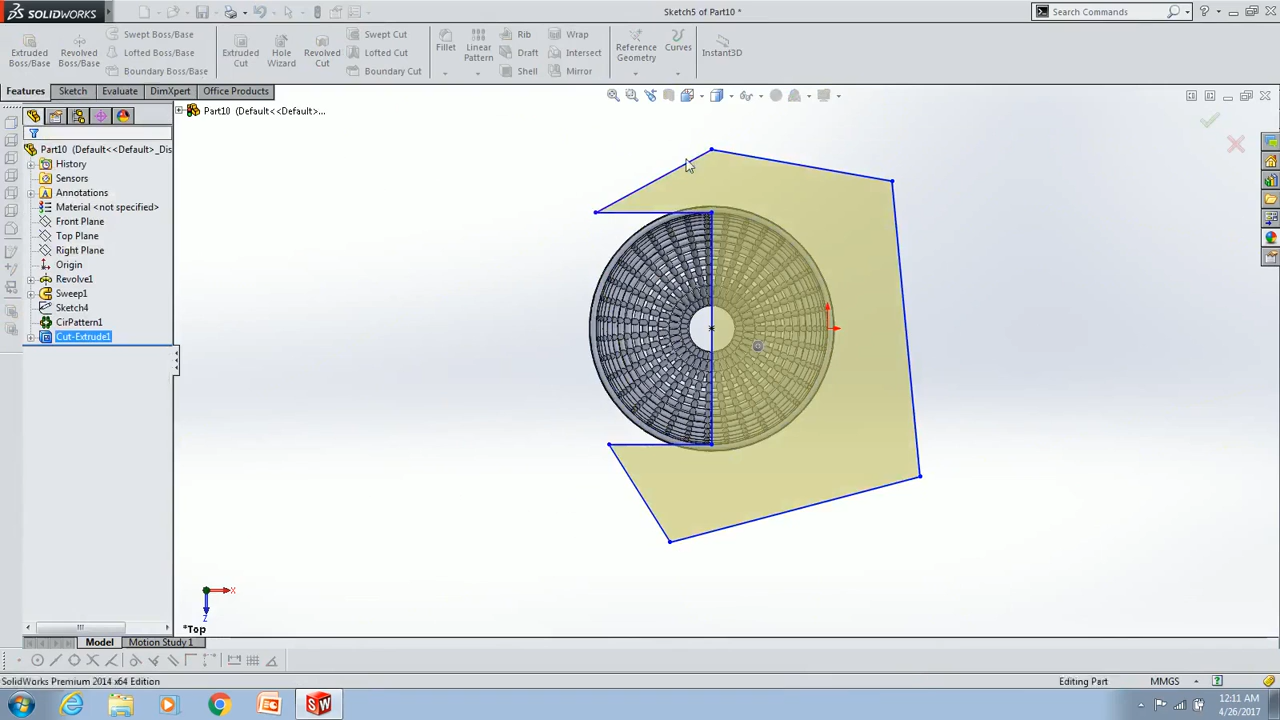 SOLIDWORKS
Sketch5 of Part10 *
Search Commands
Extruded Boss/Base
Revolved Boss/Base
Swept Boss/Base
Lofted Boss/Base
Boundary Boss/Base
Extruded Cut
Hole Wizard
Revolved Cut
Swept Cut
Lofted Cut
Boundary Cut
Fillet
Linear Pattern
Rib
Draft
Shell
Wrap
Intersect
Mirror
Reference Geometry
Curves
Instant3D
Features
Sketch
Evaluate
DimXpert
Office Products
Part10 (Default<<Default>...
Part10 (Default<<Default>_Dis
History
Sensors
Annotations
Material <not specified>
Front Plane
Top Plane
Right Plane
Origin
Revolve1
Sweep1
Sketch4
CirPattern1
Cut-Extrude1
X
Z
*Top
Model
Motion Study 1
SolidWorks Premium 2014 x64 Edition
Editing Part
MMGS
12:11 AM
4/26/2017